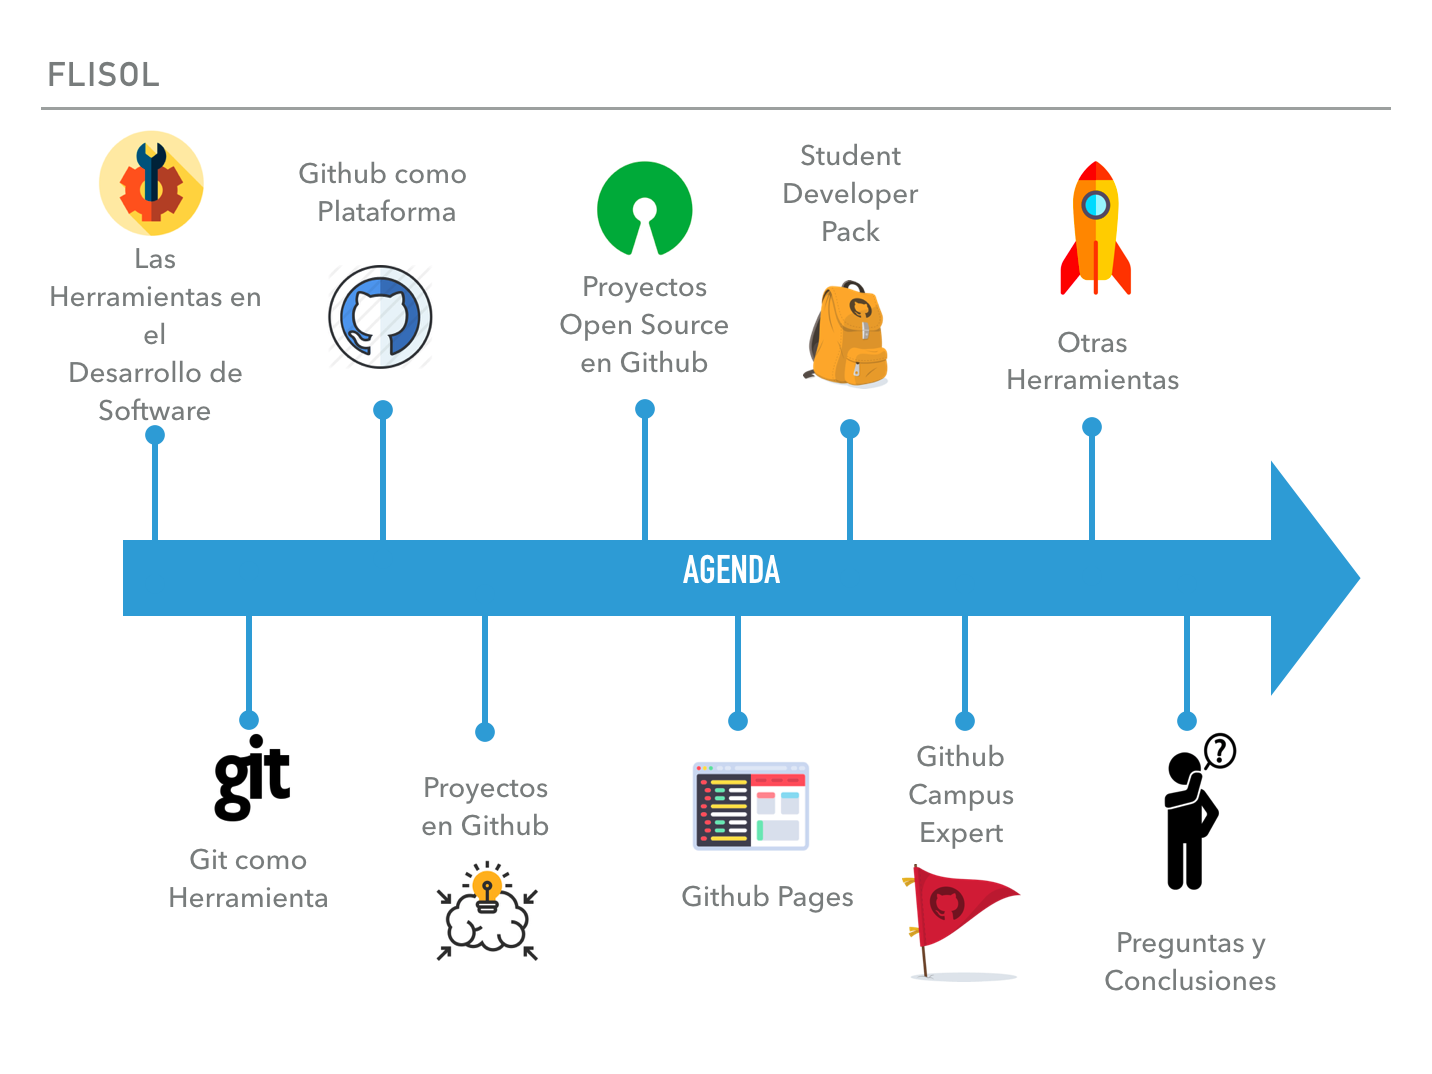 FLISOL
Las
Herramientas en
el
Desarrollo de
Software
Github como
Plataforma
Proyectos
Open Source
en Github
Student
Developer
Pack
Otras
Herramientas
AGENDA
git
Git como
Herramienta
Proyectos
en Github
Github Pages
Github
Campus
Expert
?
Preguntas y
Conclusiones